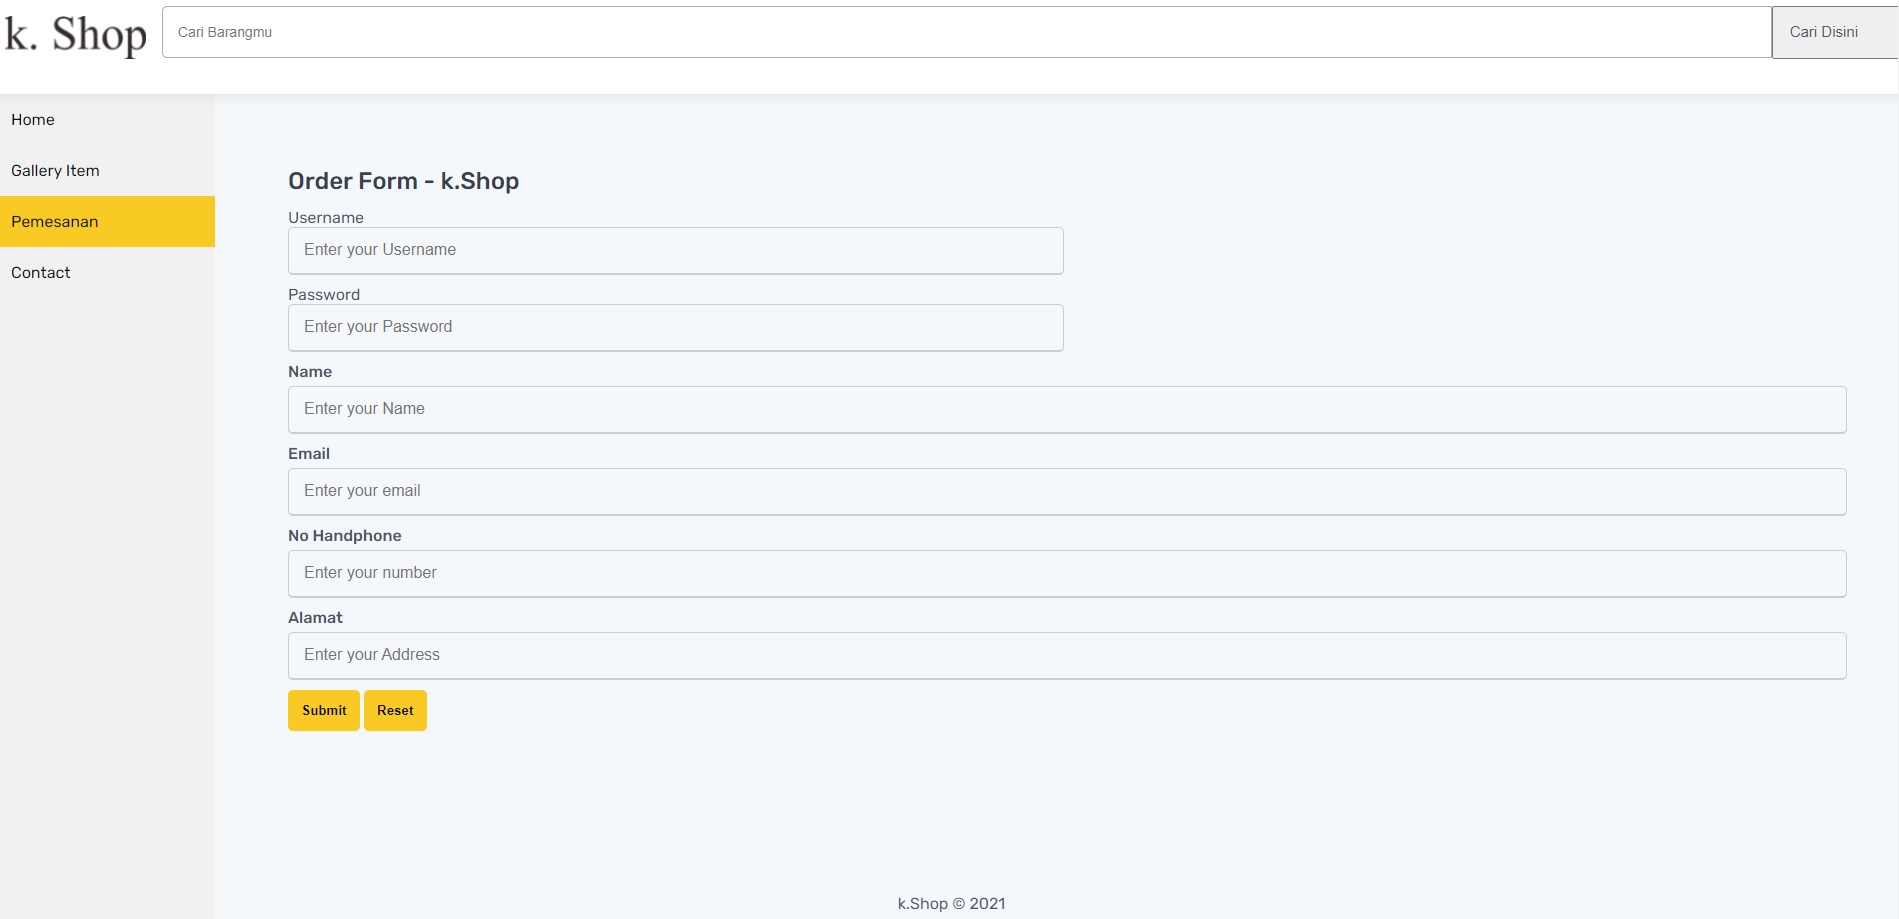 k. Shop
Cari Barangmu
Cari Disini
Home
Gallery Item
Pemesanan
Contact
Order Form - k.Shop
Username
Enter your Username
Password
Enter your Password
Name
Enter your Name
Email
Enter your email
No Handphone
Enter your number
Alamat
Enter your Address
Submit Reset
k.Shop © 2021